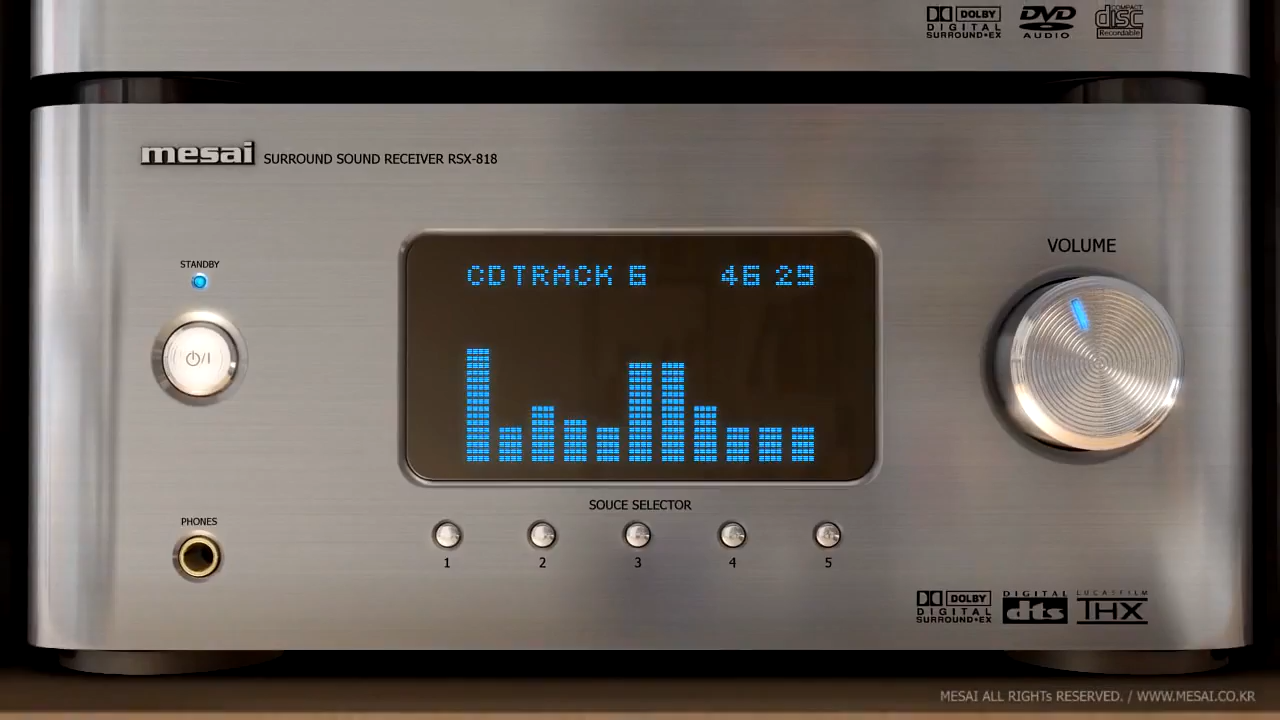 DOLBY
DIGITAL
SURROUND•EX
DVD
AUDIO
COMPACT
disc
Recordable
mesai SURROUND SOUND RECEIVER RSX-818
VOLUME
STANDBY
CD TRACK 6 46 29
SOUCE SELECTOR
PHONES
1 2 3 4 5
DOLBY
DIGITAL
SURROUND•EX
DIGITAL
dts
LUCASFILM
THX
MESAI ALL RIGHTs RESERVED. / WWW.MESAI.CO.KR